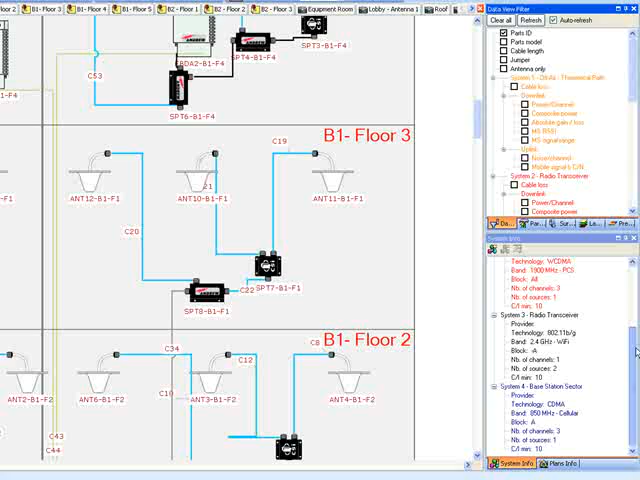 Floor 2
B1- Floor 3
B1 - Floor 4
B1 - Floor 5
B2 - Floor 1
B2 - Floor 2
B2 - Floor 3
Equipment Room
Lobby - Antenna 1
Roof
Data View Filter
Clear all
Refresh
Auto-refresh
Parts ID
Parts model
Cable length
Jumper
Antenna only
Cable loss
Downlink
Power/Channel
Composite power
Absolute gain / loss
MS RSSI
MS signal range
Uplink
Noise/channel
Mobile signal & C/N
System 2 - Radio Transceiver
Cable loss
Downlink
Power/Channel
Composite power
Da...
Par...
Sur...
La...
Pre...
System Info
Technology: WCDMA
Band: 1900 MHz - PCS
Block: All
Nb. of channels: 3
Nb. of sources: 1
C/I min: 10
System 3 - Radio Transceiver
Provider:
Technology: 802.11b/g
Band: 2.4 GHz - WiFi
Block: -A
Nb. of channels: 1
Nb. of sources: 2
C/I min: 10
System 4 - Base Station Sector
Provider:
Technology: CDMA
Band: 850 MHz - Cellular
Block: A
Nb. of channels: 3
Nb. of sources: 1
C/I min: 10
System Info
Plans Info
C53
ANDREW
BDA2-B1-F4
SPT4-B1-F4
SPT3-B1-F4
SPT6-B1-F4
1-F4
B1- Floor 3
C19
ANT12-B1-F1
ANT10-B1-F1
21
ANT11-B1-F1
-F1
C20
SPT7-B1-F1
C22
SPT8-B1-F1
B1- Floor 2
C34
C12
C8
ANT2-B1-F2
ANT6-B1-F2
ANT3-B1-F2
ANT4-B1-F2
C43
C44